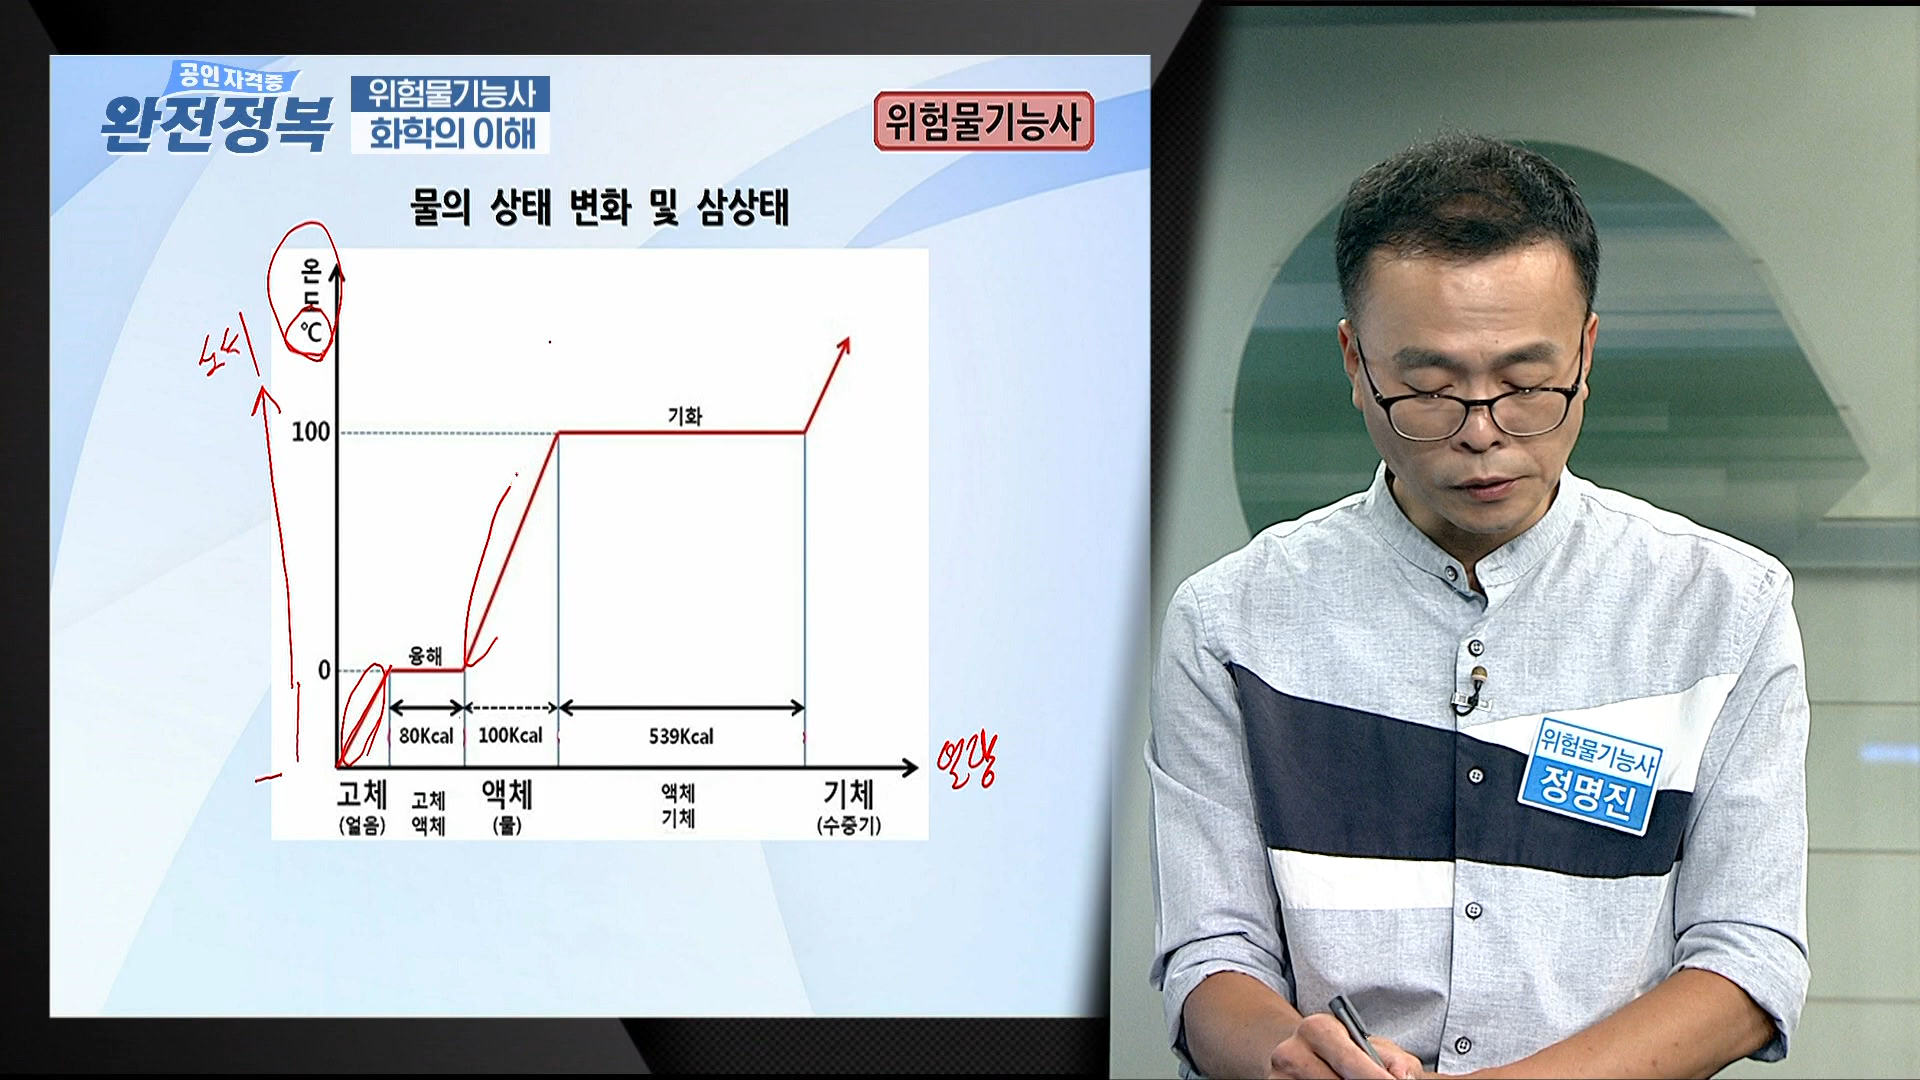 공인 자격증
완전정복
위험물기능사
화학의 이해
위험물기능사
물의 상태 변화 및 삼상태
온
도
℃
100
기화
0
융해
80Kcal
100Kcal
539Kcal
열량
고체
(얼음)
고체
액체
액체
(물)
액체
기체
기체
(수증기)
위험물기능사
정명진